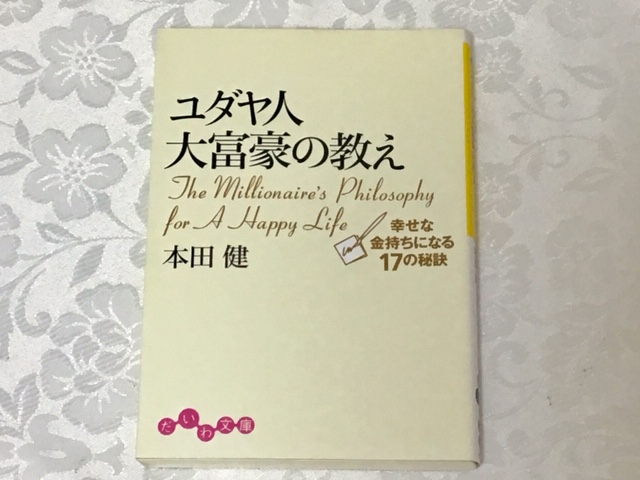 ユダヤ人
大富豪の教え
The Millionaire's Philosophy
for A Happy Life
幸せな
金持ちになる
17の秘訣
本田 健
だいわ文庫